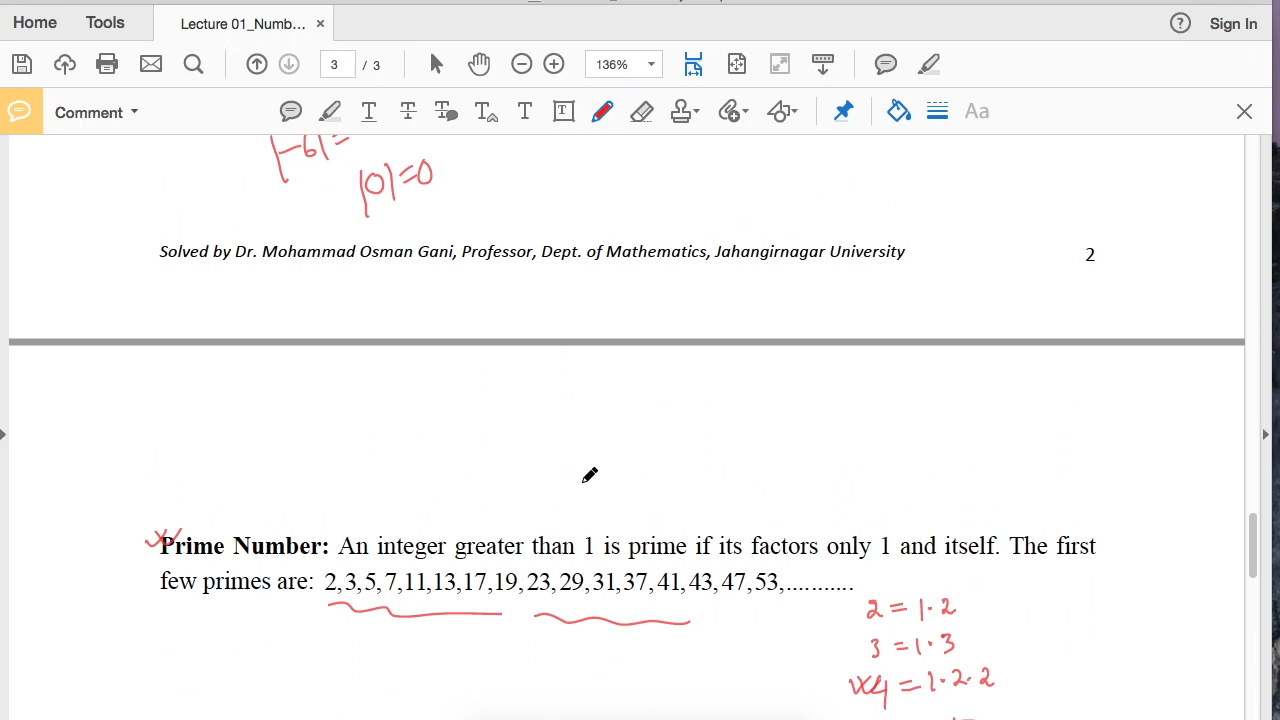 Home Tools Lecture 01_Numb... × ? Sign In
3 / 3 136%
Comment T T T T T Aa
|-6|=
|0|=0
Solved by Dr. Mohammad Osman Gani, Professor, Dept. of Mathematics, Jahangirnagar University 2
Prime Number: An integer greater than 1 is prime if its factors only 1 and itself. The first
few primes are: 2,3,5,7,11,13,17,19,23,29,31,37,41,43,47,53,...........
2 = 1·2
3 = 1·3
4 = 1·2·2